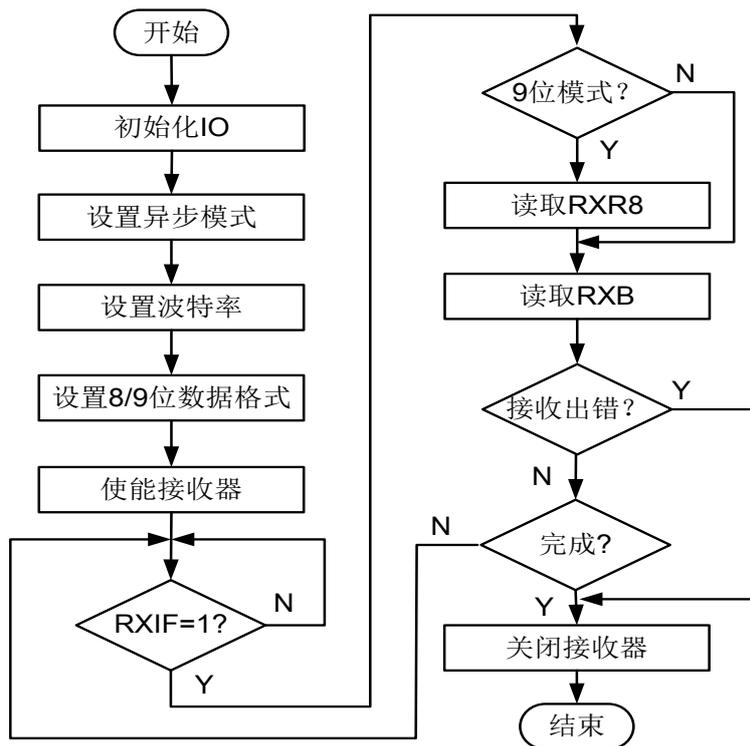 开始
初始化IO
设置异步模式
设置波特率
设置8/9位数据格式
使能接收器
RXIF=1?
N
Y
9位模式？
N
Y
读取RXR8
读取RXB
接收出错？
Y
N
完成?
N
Y
关闭接收器
结束